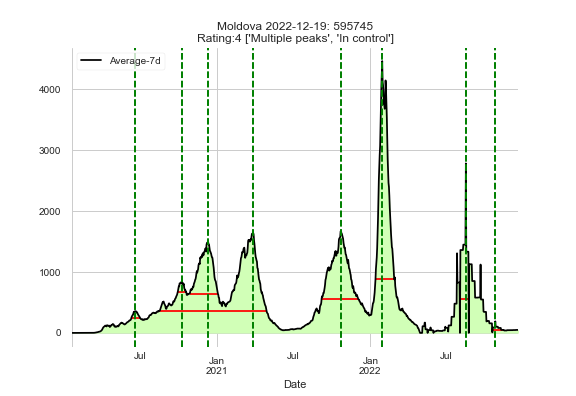 Moldova 2022-12-19: 595745
Rating:4 ['Multiple peaks', 'In control']
Average-7d
4000
3000
2000
1000
0
Jul
Jan
2021
Jul
Jan
2022
Jul
Date